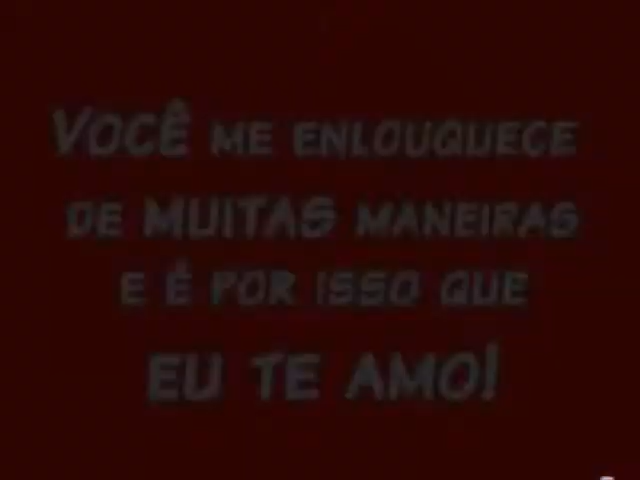 VOCÊ ME ENLOUQUECE
DE MUITAS MANEIRAS
E É POR ISSO QUE
EU TE AMO!